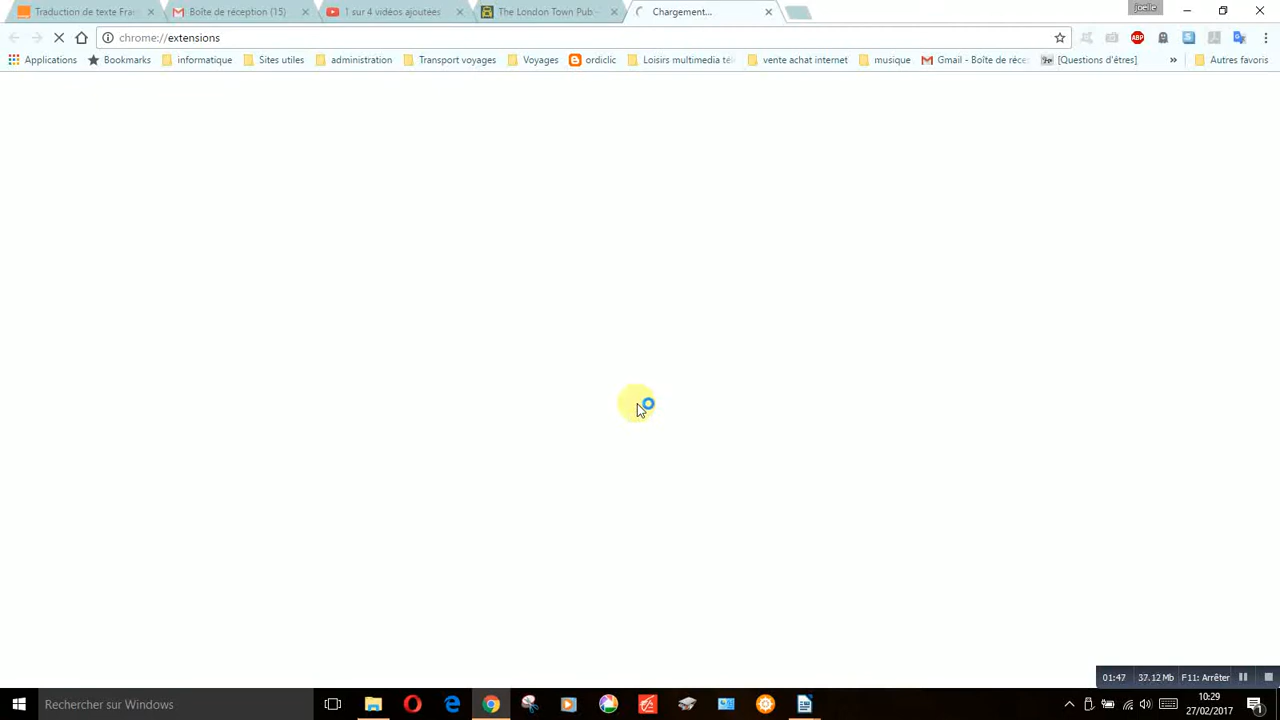 Traduction de texte Fran
Boîte de réception (15)
1 sur 4 vidéos ajoutées
The London Town Pub -
Chargement...
joelle
chrome://extensions
ABP
Applications
Bookmarks
informatique
Sites utiles
administration
Transport voyages
Voyages
ordiclic
Loisirs multimedia tél
vente achat internet
musique
Gmail - Boîte de réce
[Questions d'êtres]
»
Autres favoris
01:47
37.12 Mb
F11: Arrêter
Rechercher sur Windows
10:29
27/02/2017